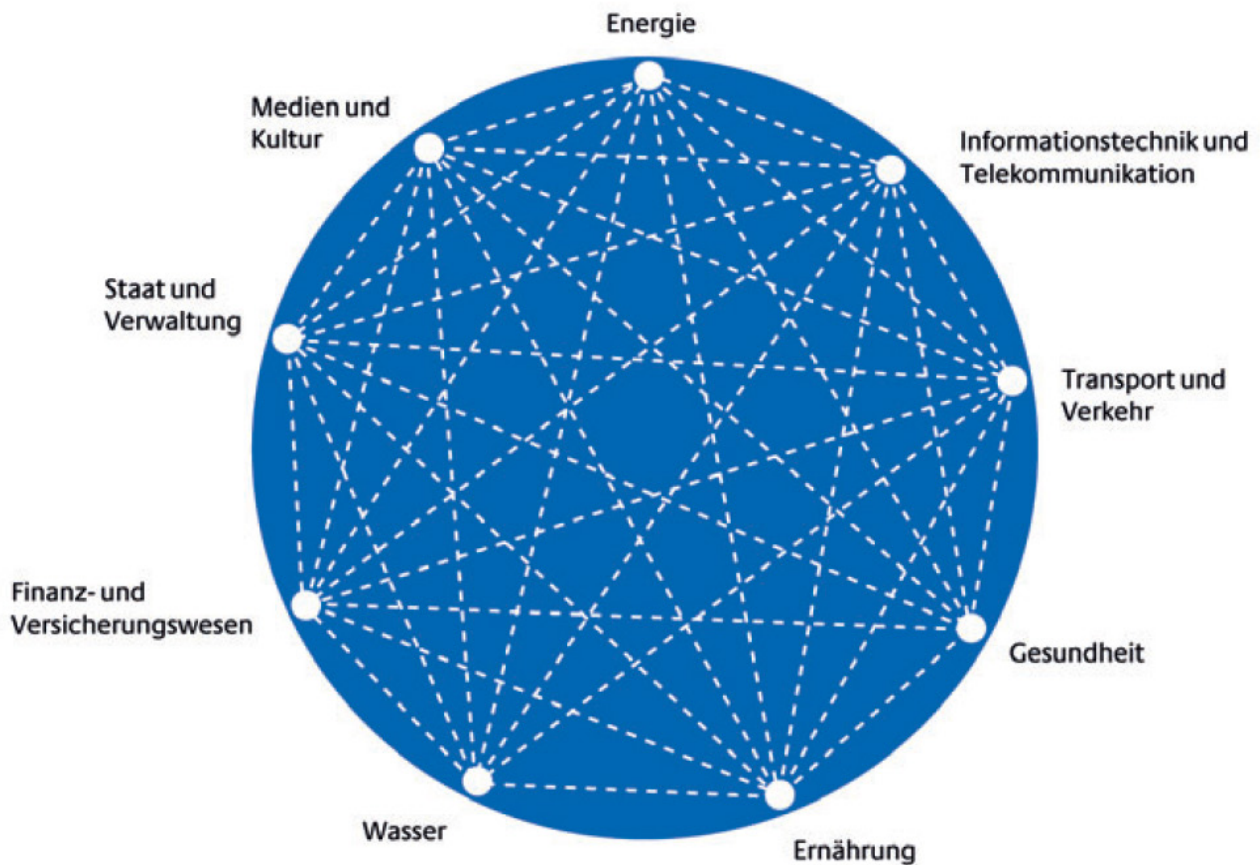 Energie
Medien und
Kultur
Informationstechnik und
Telekommunikation
Staat und
Verwaltung
Transport und
Verkehr
Finanz- und
Versicherungswesen
Gesundheit
Wasser
Ernährung